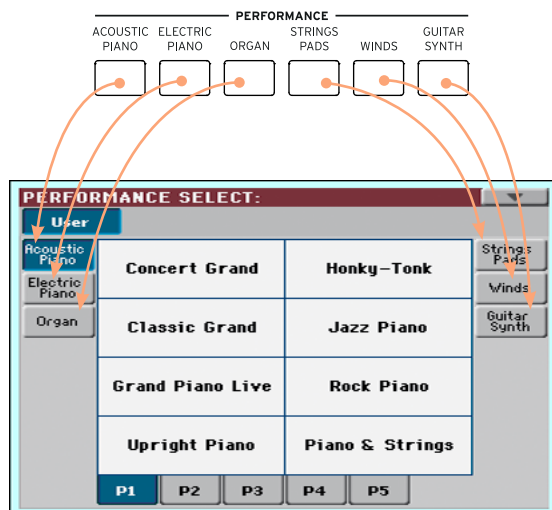 PERFORMANCE
ACOUSTIC PIANO
ELECTRIC PIANO
ORGAN
STRINGS PADS
WINDS
GUITAR SYNTH
PERFORMANCE SELECT:
User
Acoustic Piano
Electric Piano
Organ
Concert Grand
Honky-Tonk
Classic Grand
Jazz Piano
Grand Piano Live
Rock Piano
Upright Piano
Piano & Strings
Strings Pads
Winds
Guitar Synth
P1 P2 P3 P4 P5